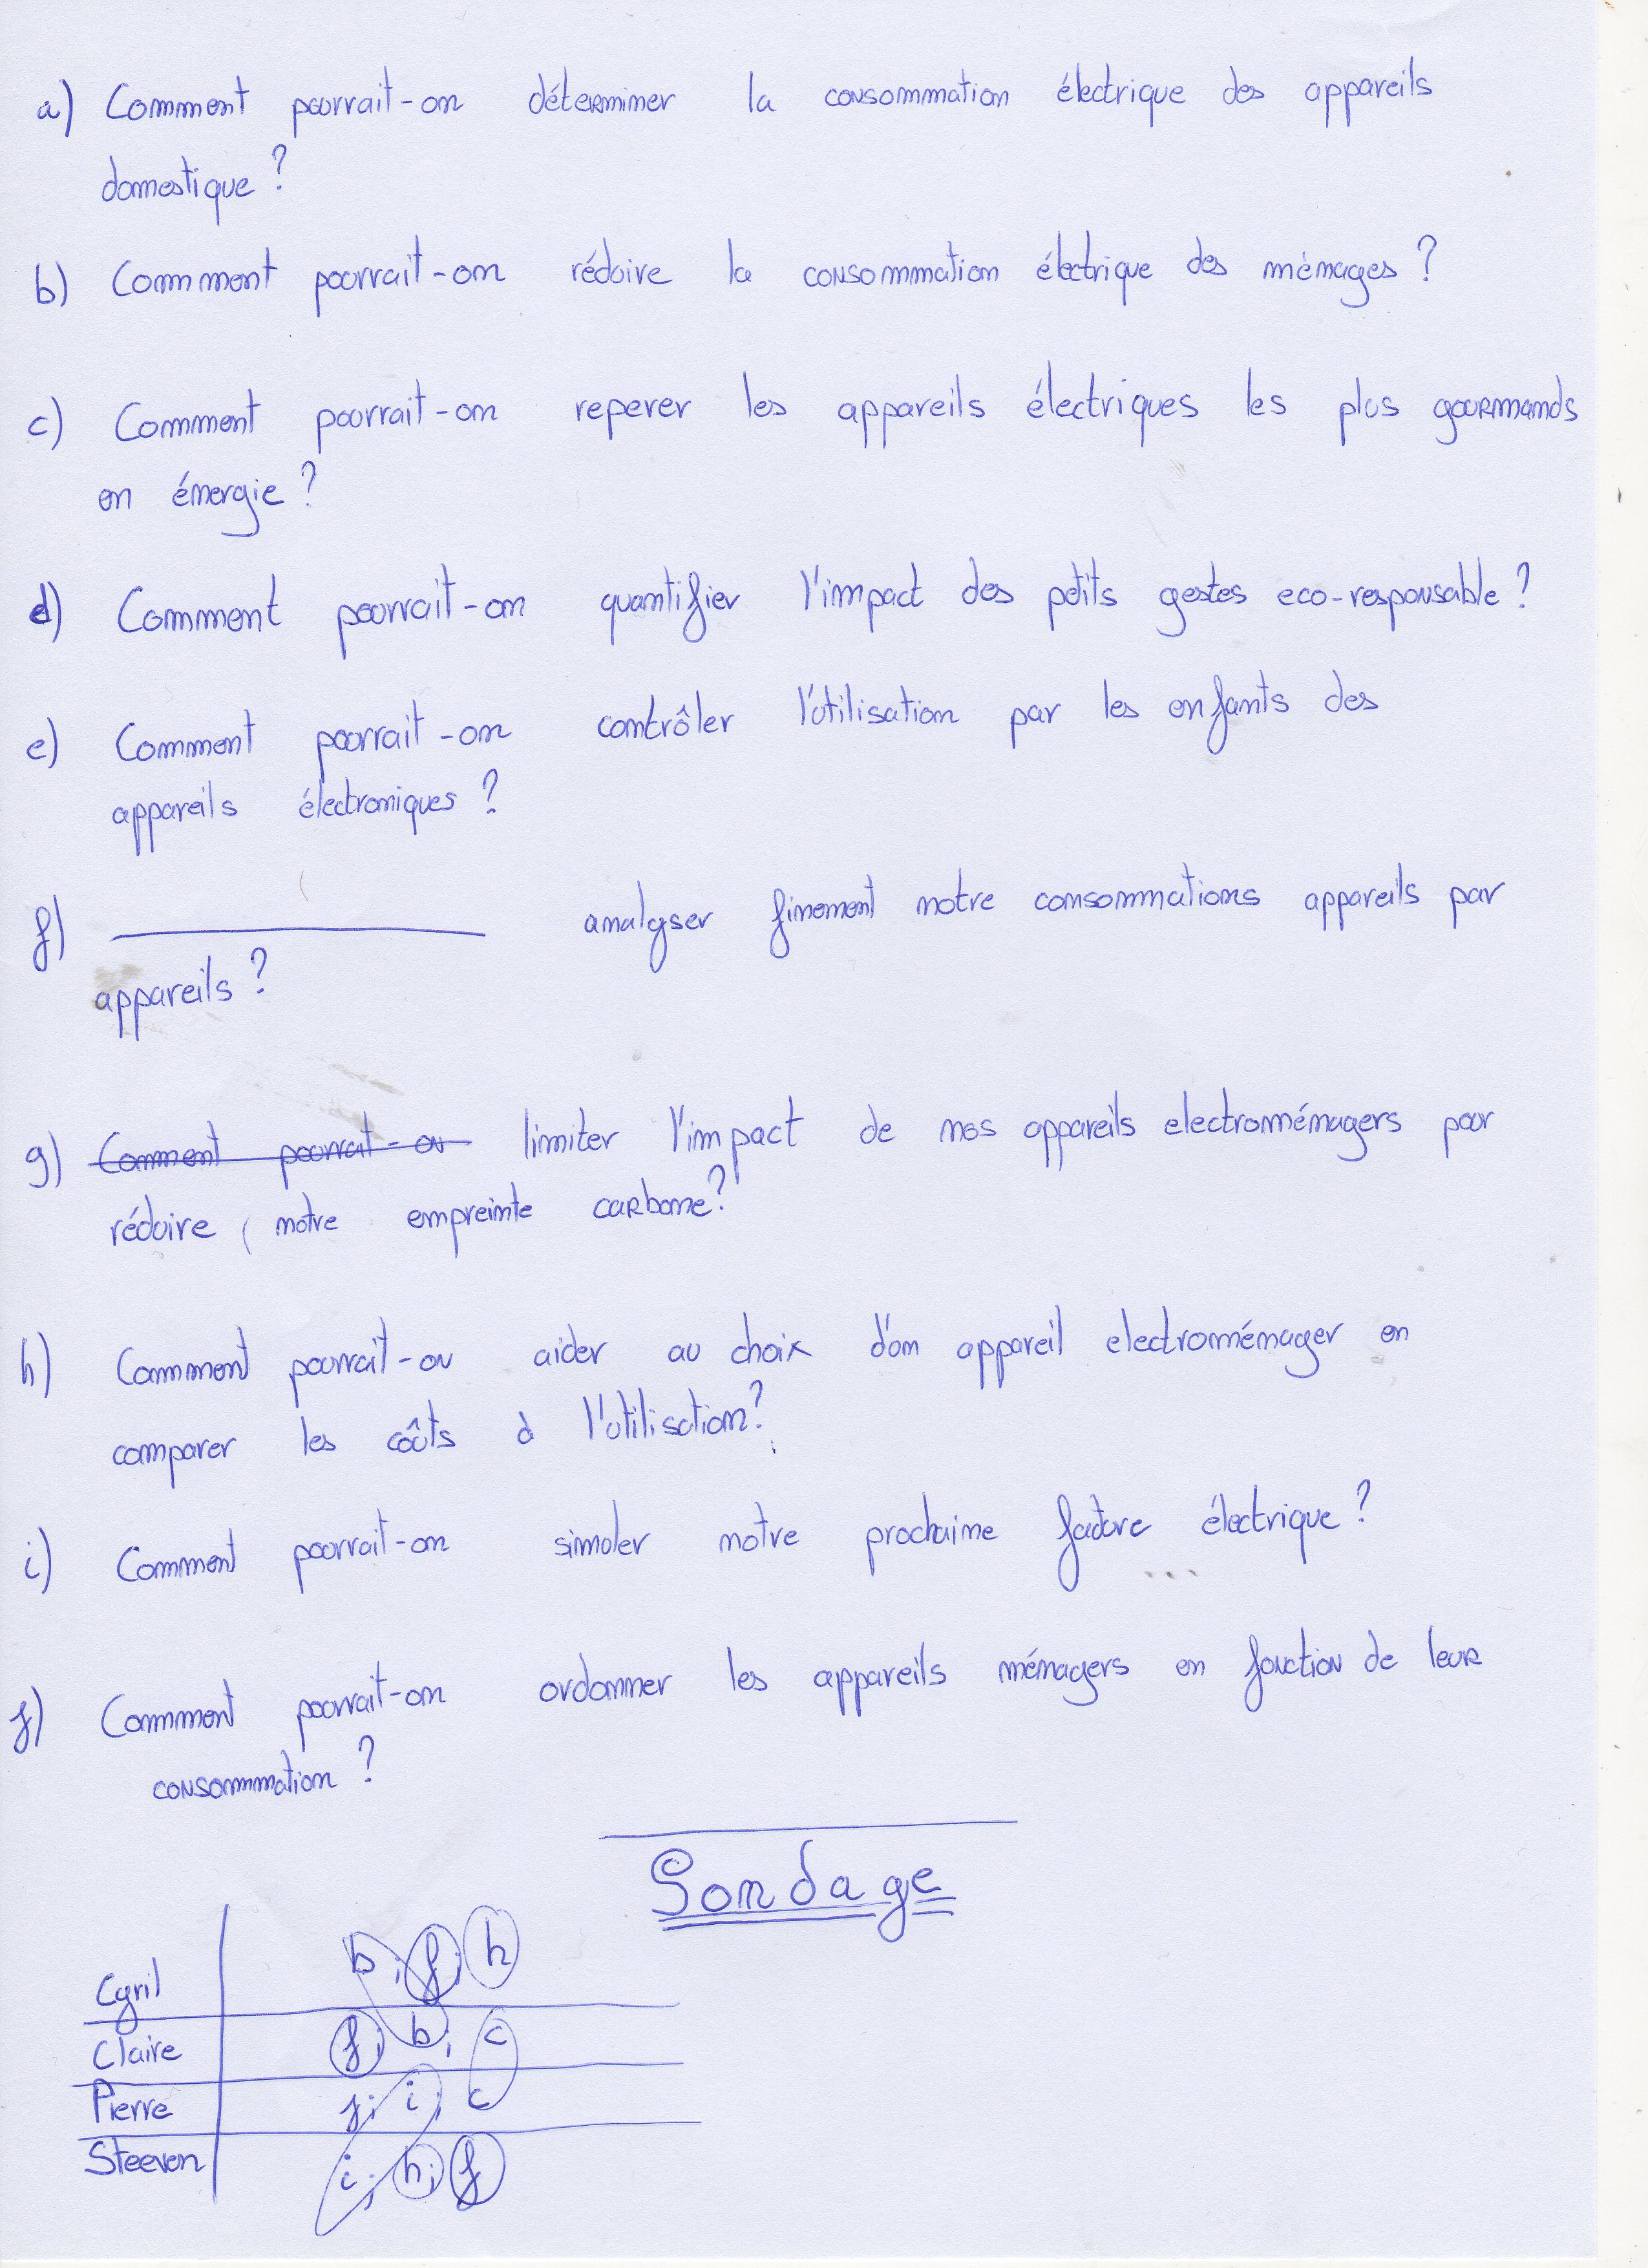 a) Comment pourrait-on déterminer la consommation électrique des appareils
domestique ?
b) Comment pourrait-on réduire la consommation électrique des ménages ?
c) Comment pourrait-on reperer les appareils électriques les plus gourmands
en énergie ?
d) Comment pourrait-on quantifier l'impact des petits gestes eco-responsable ?
e) Comment pourrait-on contrôler l'utilisation par les enfants des
appareils électroniques ?
f) analyser finement notre consommations appareils par
appareils ?
g) Comment pourrait-on limiter l'impact de nos appareils electroménagers pour
réduire notre empreinte carbone ?
h) Comment pourrait-on aider au choix d'un appareil electroménager en
comparer les coûts à l'utilisation ?
i) Comment pourrait-on simuler notre prochaine facture électrique ?
j) Comment pourrait-on ordonner les appareils ménagers en fonction de leur
consommation ?
Sondage
Cyril b ; f ; h
Claire f ; b ; c
Pierre j ; i ; c
Steeven i ; h ; f